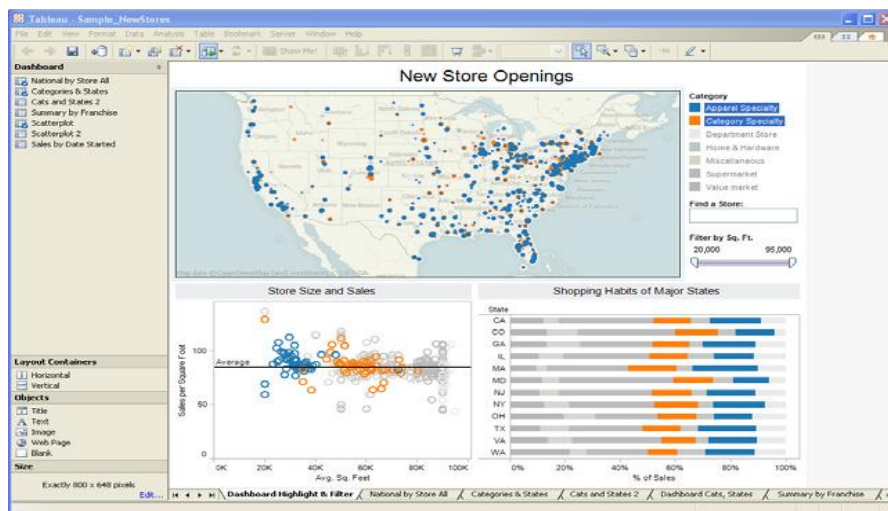 Tableau - Sample_NewStores
File Edit View Format Data Analysis Table Bookmark Server Window Help
Show Me!
Dashboard
National by Store All
Categories & States
Cats and States 2
Summary by Franchise
Scatterplot
Scatterplot 2
Sales by Date Started
Layout Containers
Horizontal
Vertical
Objects
Title
Text
Image
Web Page
Blank
Size
Exactly 800 x 648 pixels
Edit...
New Store Openings
Category
Apparel Specialty
Category Specialty
Department Store
Home & Hardware
Miscellaneous
Supermarket
Value market
Find a Store:
Filter by Sq. Ft.
20,000 95,000
Store Size and Sales
Sales per Square Foot
100
50
0
Average
0K 20K 40K 60K 80K 100K
Avg. Sq. Feet
Shopping Habits of Major States
State
CA
CO
GA
IL
MA
MD
NJ
NY
OH
TX
VA
WA
0% 20% 40% 60% 80% 100%
% of Sales
Dashboard Highlight & Filter National by Store All Categories & States Cats and States 2 Dashboard Cats, States Summary by Franchise